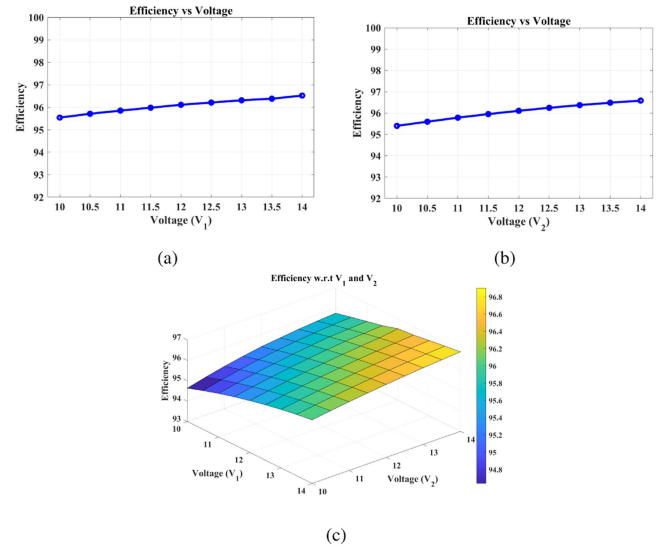 Efficiency vs Voltage
100
99
98
97
96
95
94
93
92
Efficiency
10 10.5 11 11.5 12 12.5 13 13.5 14
Voltage (V1)
(a)
Efficiency vs Voltage
100
99
98
97
96
95
94
93
92
Efficiency
10 10.5 11 11.5 12 12.5 13 13.5 14
Voltage (V2)
(b)
Efficiency w.r.t V1 and V2
97
96
95
94
93
Efficiency
10
11
12
13
14
Voltage (V1)
10
11
12
13
14
Voltage (V2)
96.8
96.6
96.4
96.2
96
95.8
95.6
95.4
95.2
95
94.8
(c)